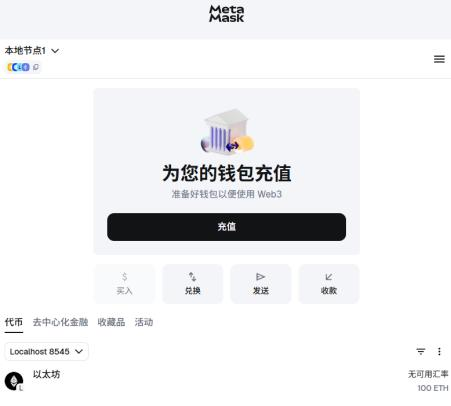 Meta
Mask
本地节点1
为您的钱包充值
准备好钱包以便使用 Web3
充值
买入
兑换
发送
收款
代币 去中心化金融 收藏品 活动
Localhost 8545
以太坊 无可用汇率
L 100 ETH